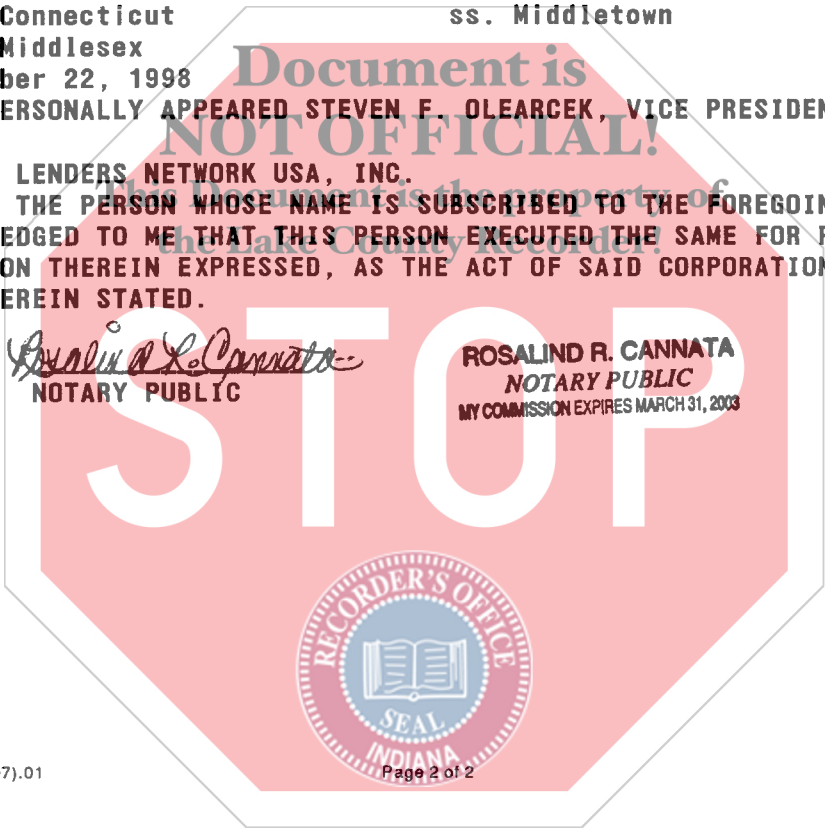 Connecticut ss. Middletown
Middlesex
ber 22, 1998
Document is
ERSONALLY APPEARED STEVEN F. OLEARCEK, VICE PRESIDEN
NOT OFFICIAL!
LENDERS NETWORK USA, INC.
This Document is the property of
THE PERSON WHOSE NAME IS SUBSCRIBED TO THE FOREGOIN
EDGED TO ME THAT THIS PERSON EXECUTED THE SAME FOR
the Lake County Recorder!
ON THEREIN EXPRESSED, AS THE ACT OF SAID CORPORATION
EREIN STATED.
STOP
Rosalind R. Cannata
NOTARY PUBLIC
ROSALIND R. CANNATA
NOTARY PUBLIC
MY COMMISSION EXPIRES MARCH 31, 2003
RECORDER'S OFFICE
SEAL
INDIANA
7).01
Page 2 of 2